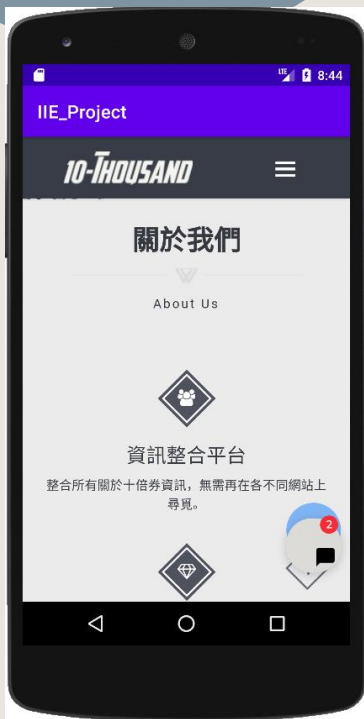 LTE 8:44
IIE_Project
10-THOUSAND
關於我們
About Us
資訊整合平台
整合所有關於十倍券資訊，無需再在各不同網站上
尋覓。
2